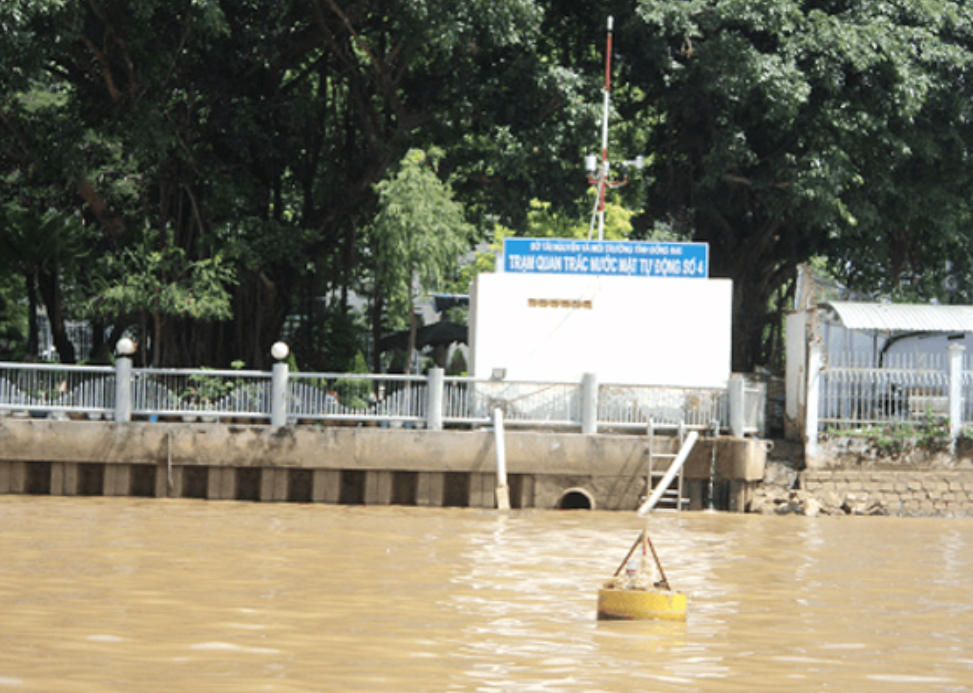 SỞ TÀI NGUYÊN VÀ MÔI TRƯỜNG TỈNH ĐỒNG NAI
TRẠM QUAN TRẮC NƯỚC MẶT TỰ ĐỘNG SỐ 4